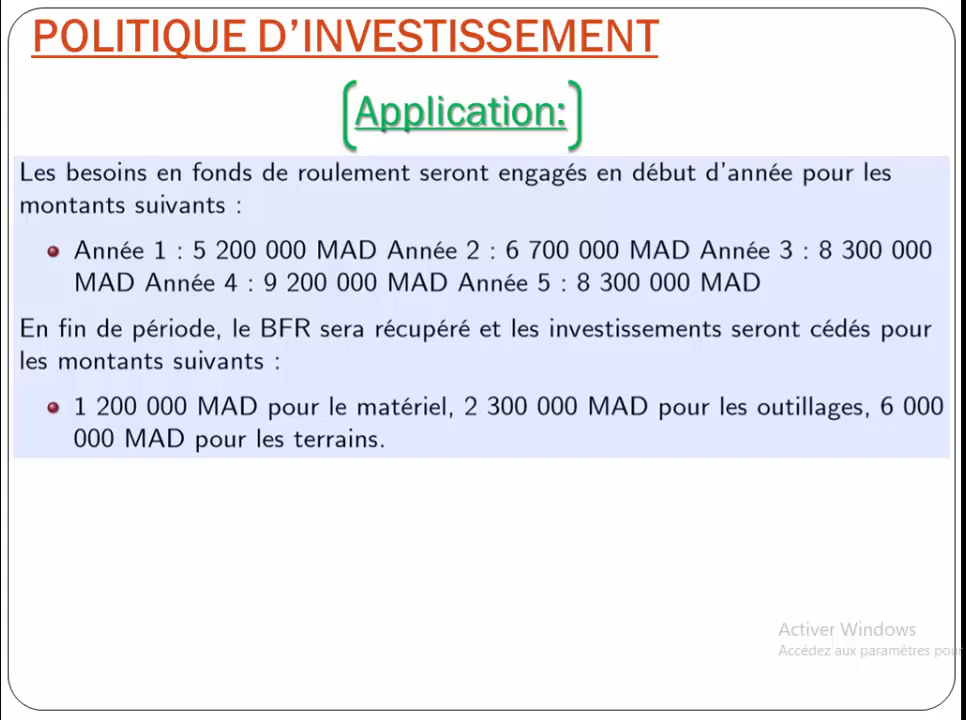 POLITIQUE D’INVESTISSEMENT
Application:
Les besoins en fonds de roulement seront engagés en début d’année pour les
montants suivants :
Année 1 : 5 200 000 MAD Année 2 : 6 700 000 MAD Année 3 : 8 300 000
MAD Année 4 : 9 200 000 MAD Année 5 : 8 300 000 MAD
En fin de période, le BFR sera récupéré et les investissements seront cédés pour
les montants suivants :
1 200 000 MAD pour le matériel, 2 300 000 MAD pour les outillages, 6 000
000 MAD pour les terrains.
Activer Windows
Accédez aux paramètres pour